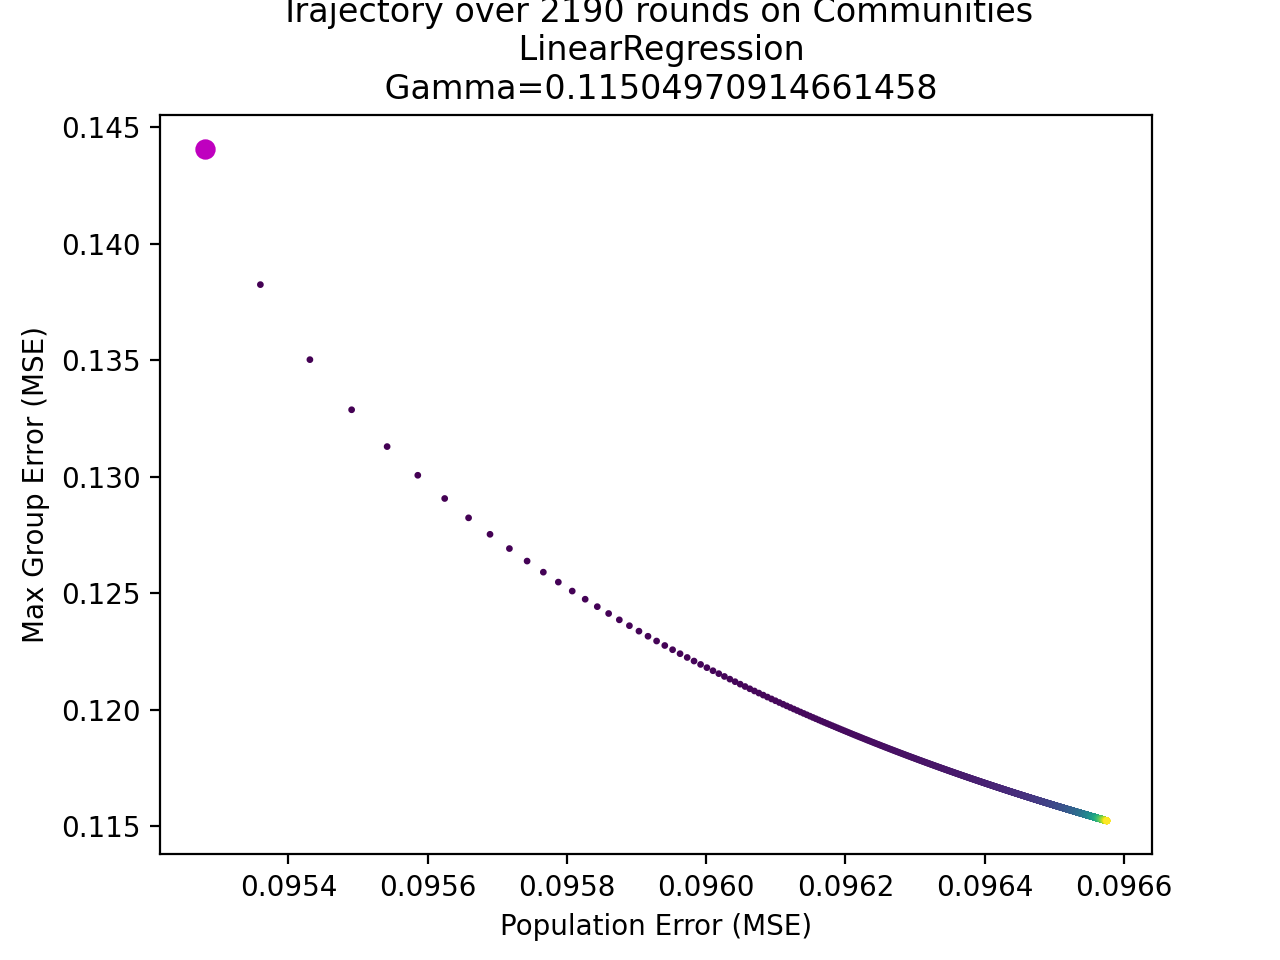 Trajectory over 2190 rounds on Communities
LinearRegression
Gamma=0.11504970914661458
0.145
0.140
0.135
0.130
0.125
0.120
0.115
Max Group Error (MSE)
0.0954
0.0956
0.0958
0.0960
0.0962
0.0964
0.0966
Population Error (MSE)